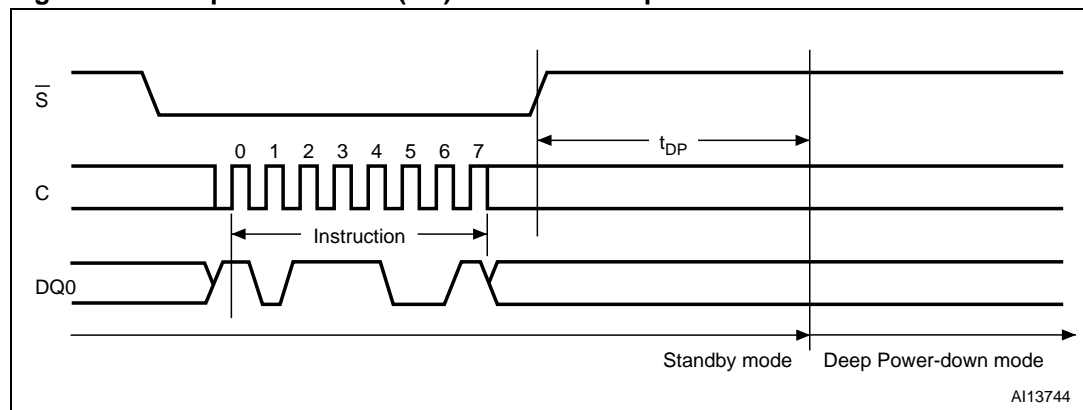 S̅
tDP
0 1 2 3 4 5 6 7
C
Instruction
DQ0
Standby mode Deep Power-down mode
AI13744